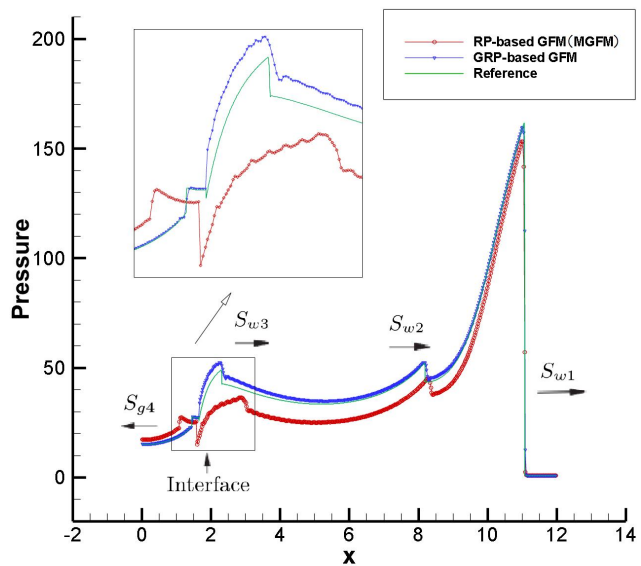 200
150
100
50
0
Pressure
RP-based GFM(MGFM)
GRP-based GFM
Reference
S_{w3}
S_{w2}
S_{w1}
S_{g4}
Interface
-2 0 2 4 6 8 10 12 14
x